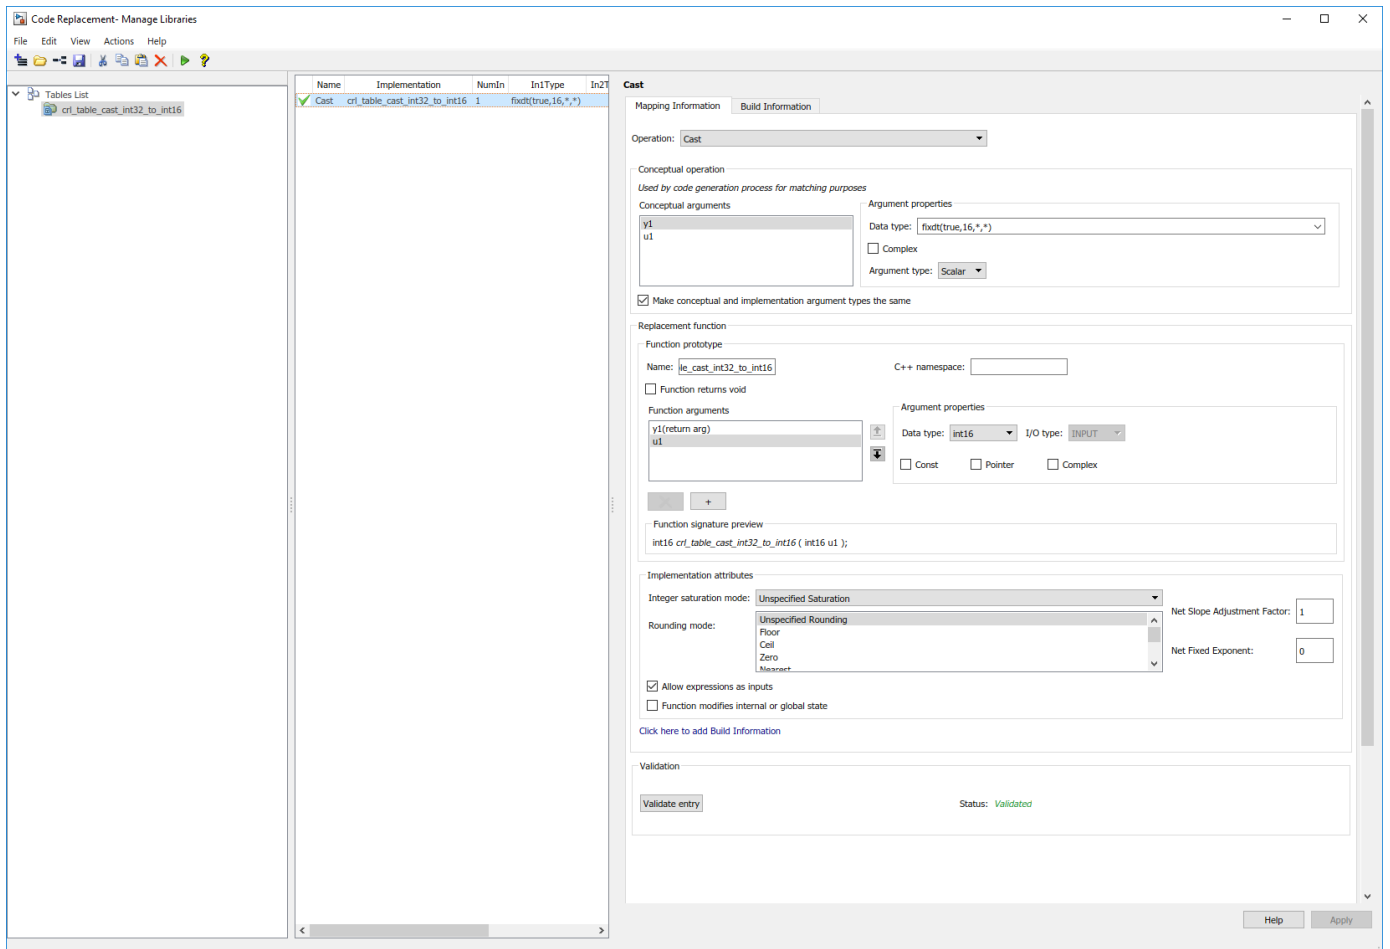 Code Replacement- Manage Libraries
File Edit View Actions Help
Tables List
crl_table_cast_int32_to_int16
Name Implementation NumIn In1Type In2T
Cast crl_table_cast_int32_to_int16 1 fixdt(true,16,*,*)
Cast
Mapping Information Build Information
Operation: Cast
Conceptual operation
Used by code generation process for matching purposes
Conceptual arguments
y1
u1
Argument properties
Data type: fixdt(true,16,*,*)
Complex
Argument type: Scalar
Make conceptual and implementation argument types the same
Replacement function
Function prototype
Name: le_cast_int32_to_int16 C++ namespace:
Function returns void
Function arguments
y1(return arg)
u1
Argument properties
Data type: int16 I/O type: INPUT
Const Pointer Complex
+
Function signature preview
int16 crl_table_cast_int32_to_int16 ( int16 u1 );
Implementation attributes
Integer saturation mode: Unspecified Saturation
Rounding mode: Unspecified Rounding
Floor
Ceil
Zero
Nearest
Net Slope Adjustment Factor: 1
Net Fixed Exponent: 0
Allow expressions as inputs
Function modifies internal or global state
Click here to add Build Information
Validation
Validate entry Status: Validated
Help Apply